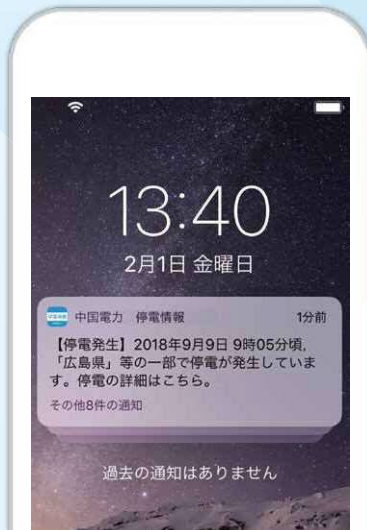 13:40
2月1日 金曜日
中国電力 停電情報 1分前
【停電発生】2018年9月9日 9時05分頃,
「広島県」等の一部で停電が発生していま
す。停電の詳細はこちら。
その他8件の通知
過去の通知はありません